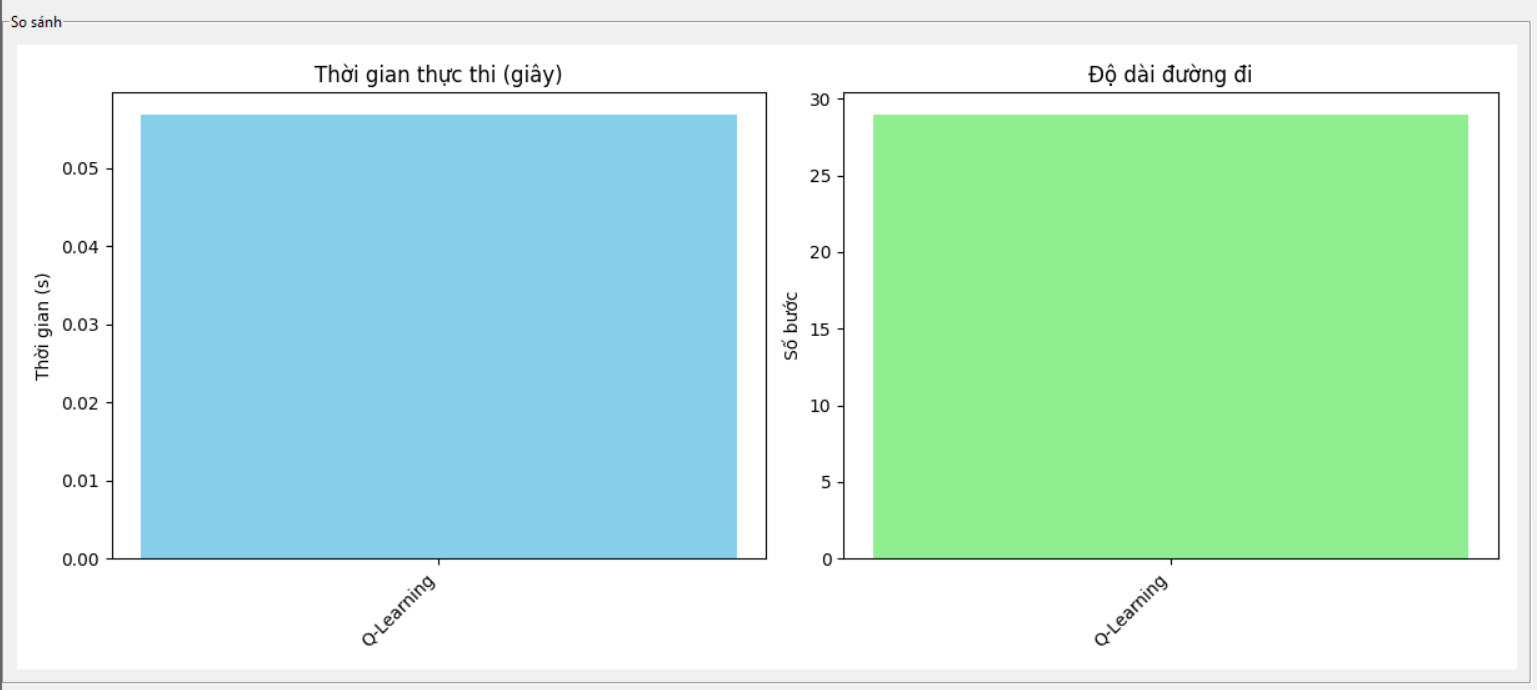 So sánh
Thời gian thực thi (giây)
Thời gian (s)
0.05
0.04
0.03
0.02
0.01
0.00
Q-Learning
Độ dài đường đi
Số bước
30
25
20
15
10
5
0
Q-Learning